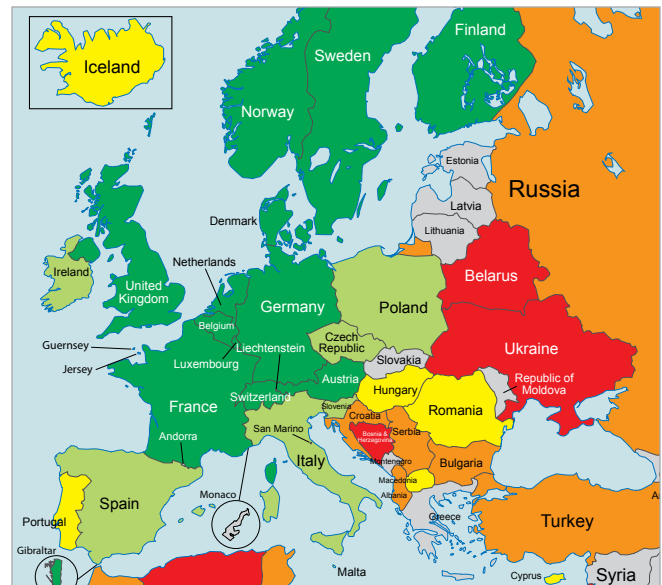 Iceland
Sweden
Finland
Norway
Estonia
Russia
Latvia
Denmark
Lithuania
Netherlands
Ireland
United
Kingdom
Belarus
Germany
Poland
Belgium
Guernsey
Liechtenstein
Czech
Republic
Ukraine
Jersey
Luxembourg
Slovakia
Austria
Republic of
Moldova
Hungary
France
Switzerland
Slovenia
Romania
Croatia
Andorra
San Marino
Bosnia &
Herzegovina
Serbia
Italy
Montenegro
Bulgaria
Macedonia
Spain
Monaco
Albania
Portugal
Greece
Turkey
Gibraltar
Malta
Cyprus
Syria